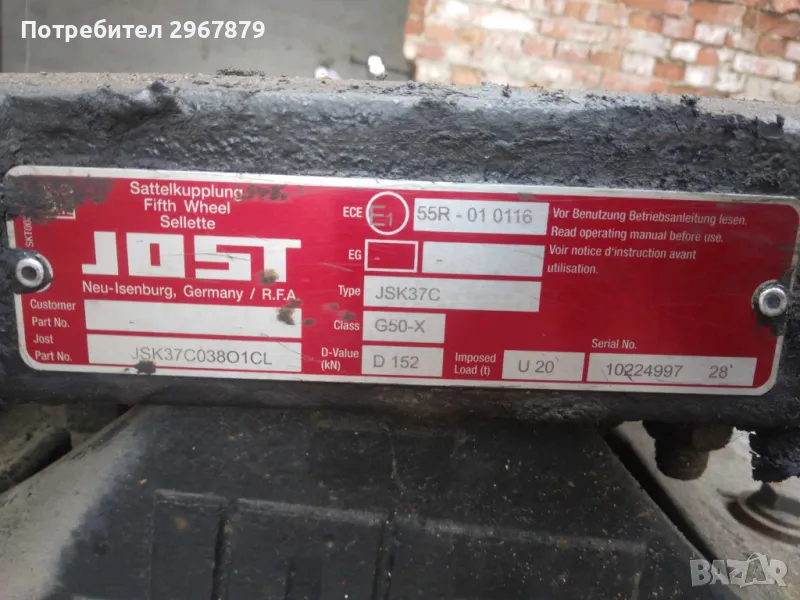 Потребител 2967879
Sattelkupplung
Fifth Wheel
Sellette
JOST
Neu-Isenburg, Germany / R.F.A
Customer
Part No.
Jost
Part No. JSK37C038O1CL
ECE E1 55R - 01 0116
EG - -
Type JSK37C
Class G50-X
D-Value
(kN) D 152
Imposed
Load (t) U 20
Vor Benutzung Betriebsanleitung lesen.
Read operating manual before use.
Voir notice d'instruction avant
utilisation.
Serial No.
10224997 28
BAZAR